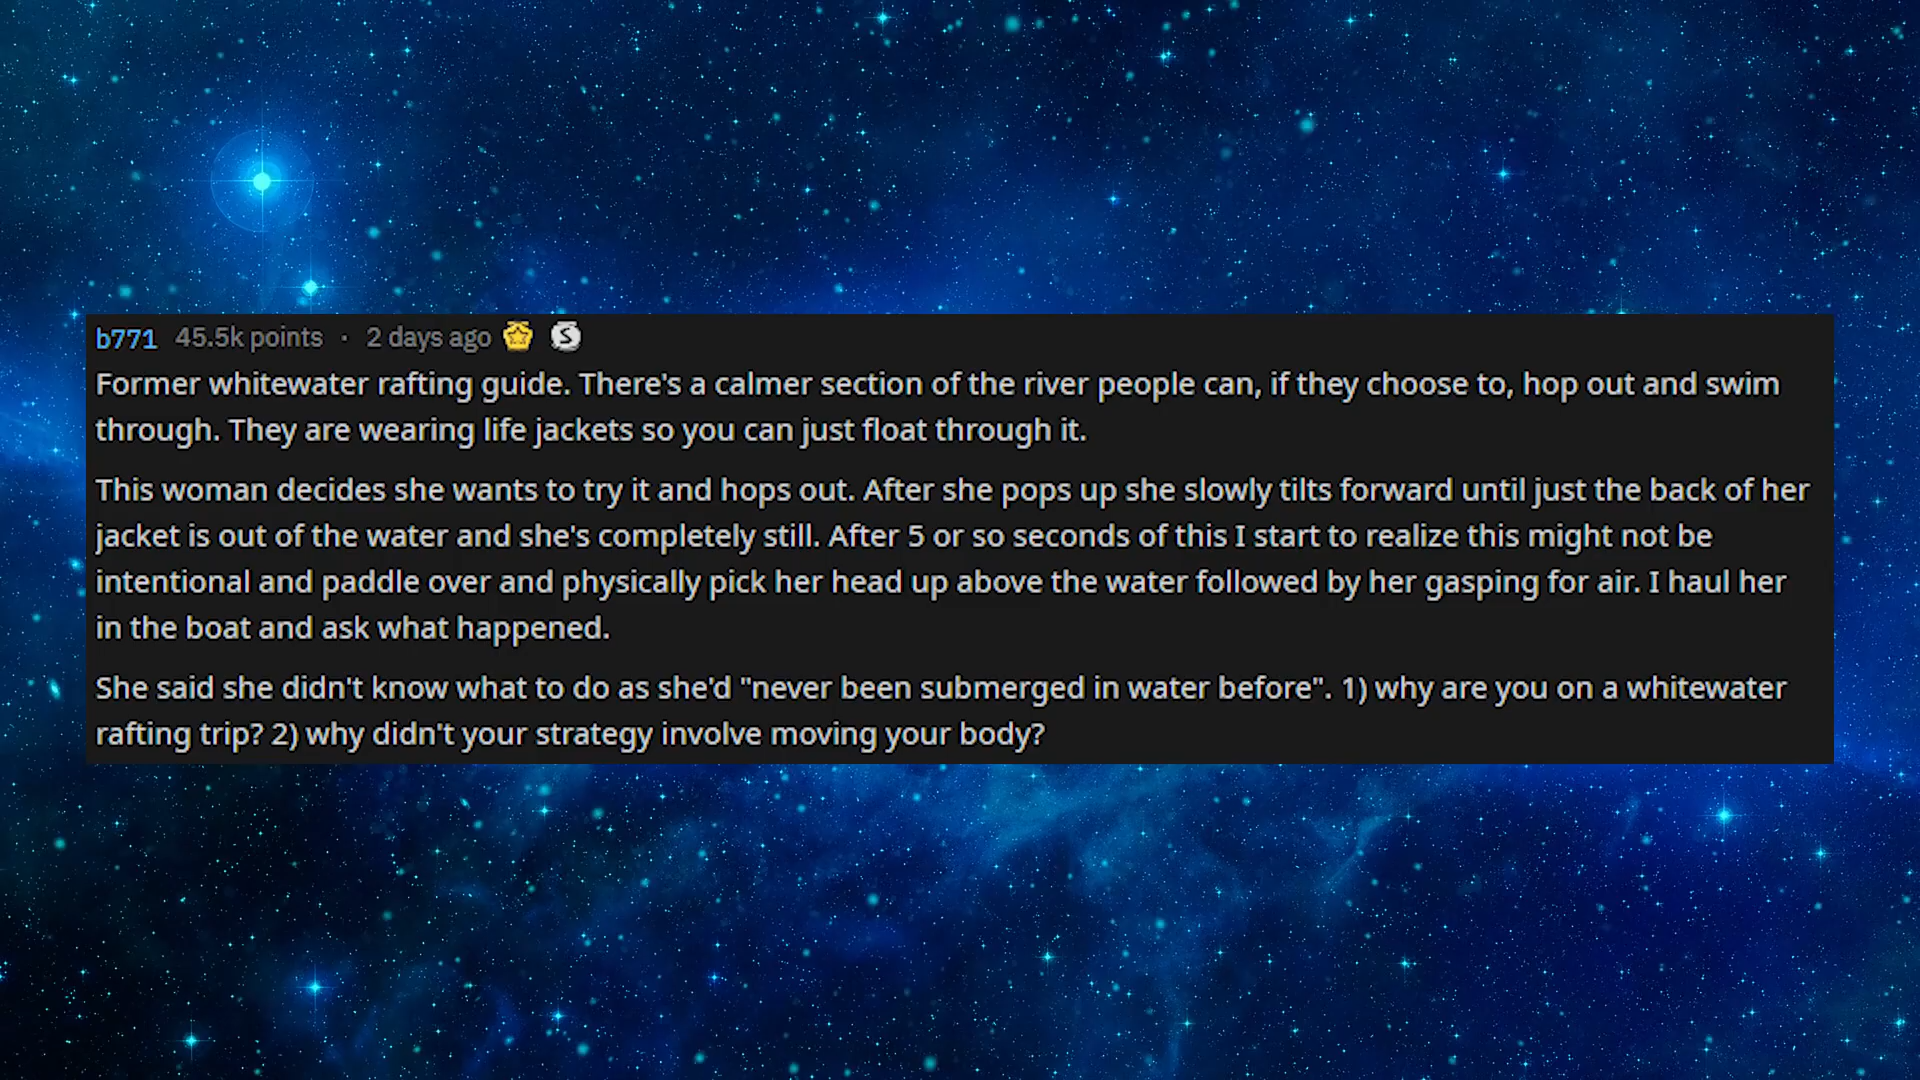 b771 45.5k points · 2 days ago S
Former whitewater rafting guide. There's a calmer section of the river people can, if they choose to, hop out and swim
through. They are wearing life jackets so you can just float through it.
This woman decides she wants to try it and hops out. After she pops up she slowly tilts forward until just the back of her
jacket is out of the water and she's completely still. After 5 or so seconds of this I start to realize this might not be
intentional and paddle over and physically pick her head up above the water followed by her gasping for air. I haul her
in the boat and ask what happened.
She said she didn't know what to do as she'd "never been submerged in water before". 1) why are you on a whitewater
rafting trip? 2) why didn't your strategy involve moving your body?